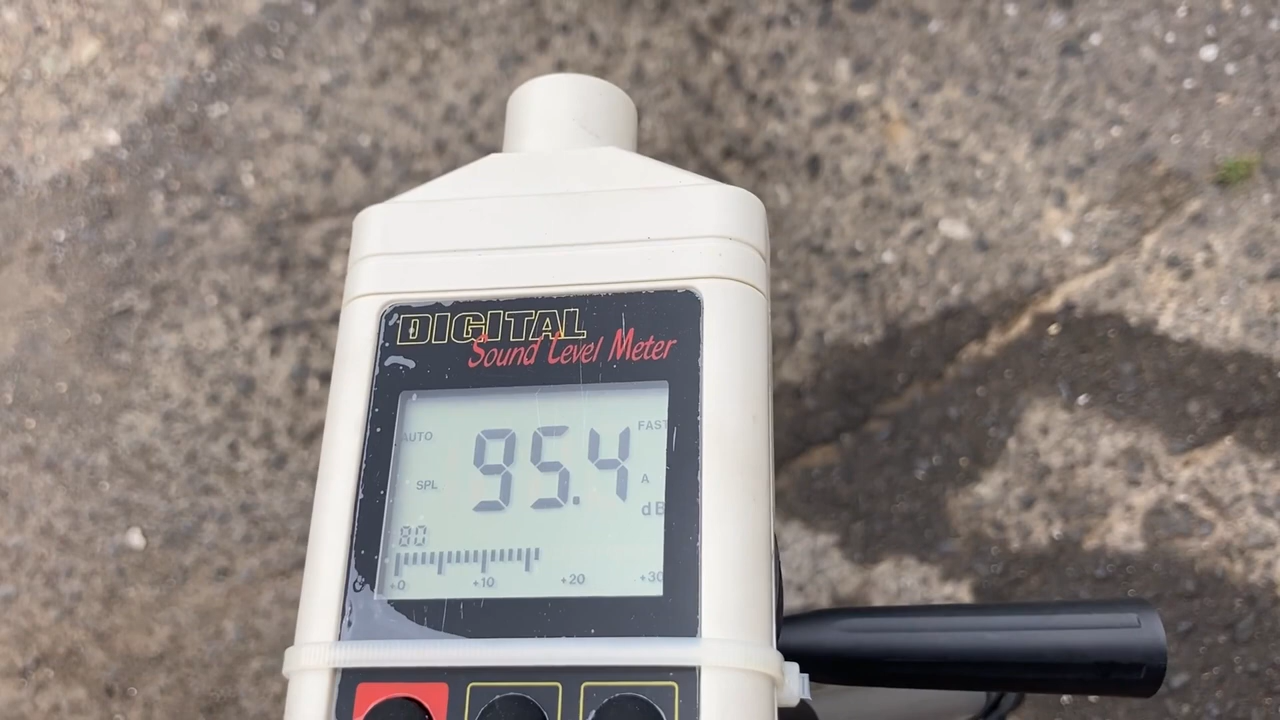 DIGITAL
Sound Level Meter
AUTO
FAST
95.4
SPL
A
dB
80
+0 +10 +20 +30